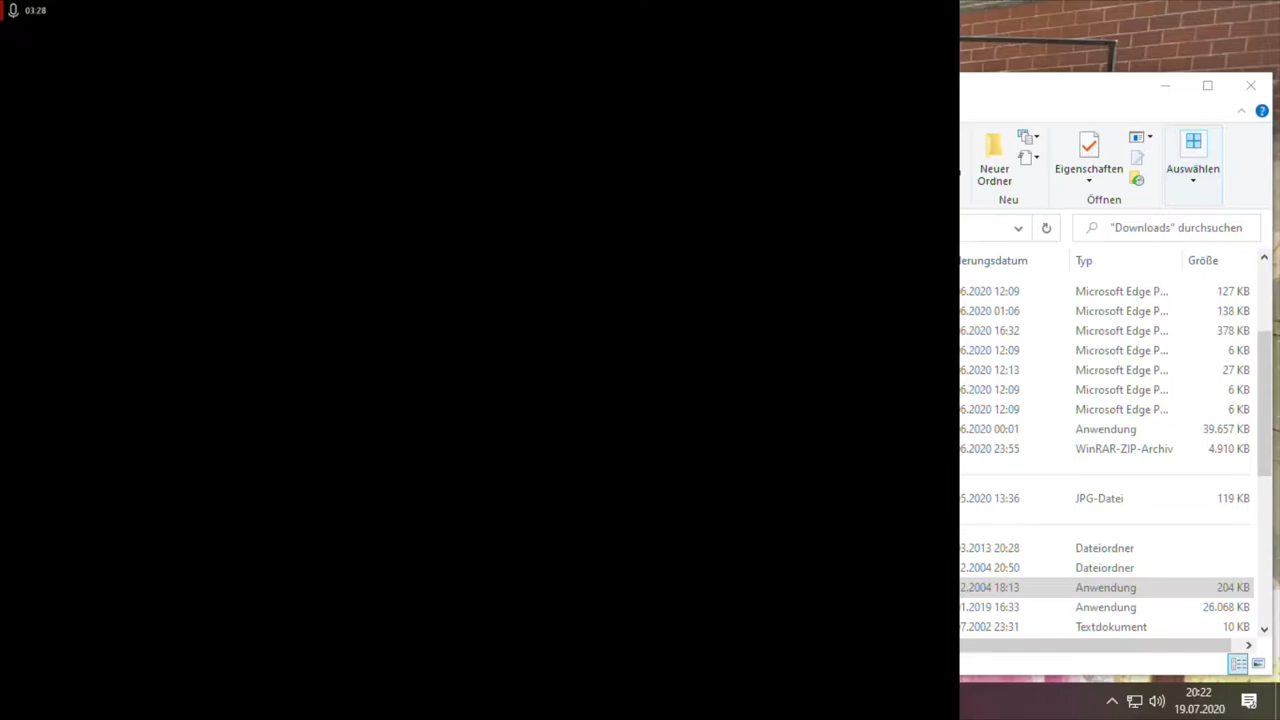 03:28
Neuer
Ordner
Eigenschaften
Auswählen
Neu
Öffnen
"Downloads" durchsuchen
derungsdatum
Typ
Größe
6.2020 12:09 Microsoft Edge P... 127 KB
6.2020 01:06 Microsoft Edge P... 138 KB
6.2020 16:32 Microsoft Edge P... 378 KB
6.2020 12:09 Microsoft Edge P... 6 KB
6.2020 12:13 Microsoft Edge P... 27 KB
6.2020 12:09 Microsoft Edge P... 6 KB
6.2020 12:09 Microsoft Edge P... 6 KB
6.2020 00:01 Anwendung 39.657 KB
6.2020 23:55 WinRAR-ZIP-Archiv 4.910 KB
5.2020 13:36 JPG-Datei 119 KB
3.2013 20:28 Dateiordner
2.2004 20:50 Dateiordner
2.2004 18:13 Anwendung 204 KB
1.2019 16:33 Anwendung 26.068 KB
7.2002 23:31 Textdokument 10 KB
20:22
19.07.2020